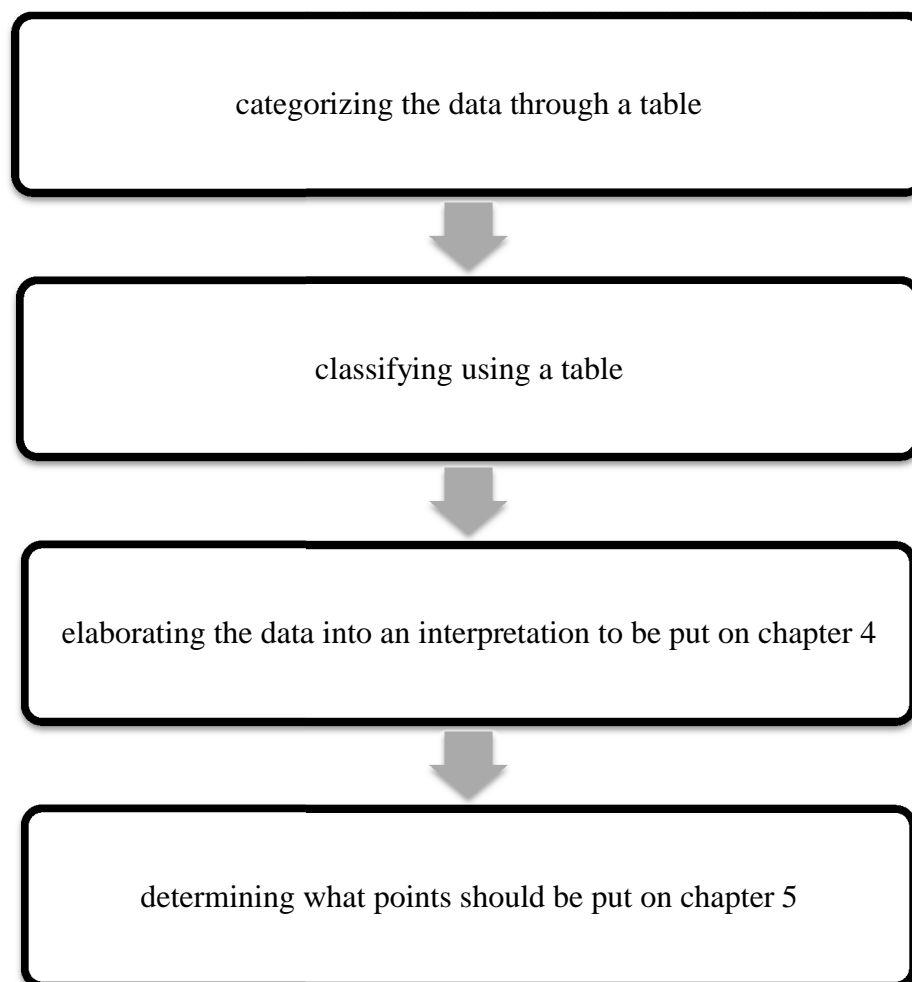 categorizing the data through a table
classifying using a table
elaborating the data into an interpretation to be put on chapter 4
determining what points should be put on chapter 5